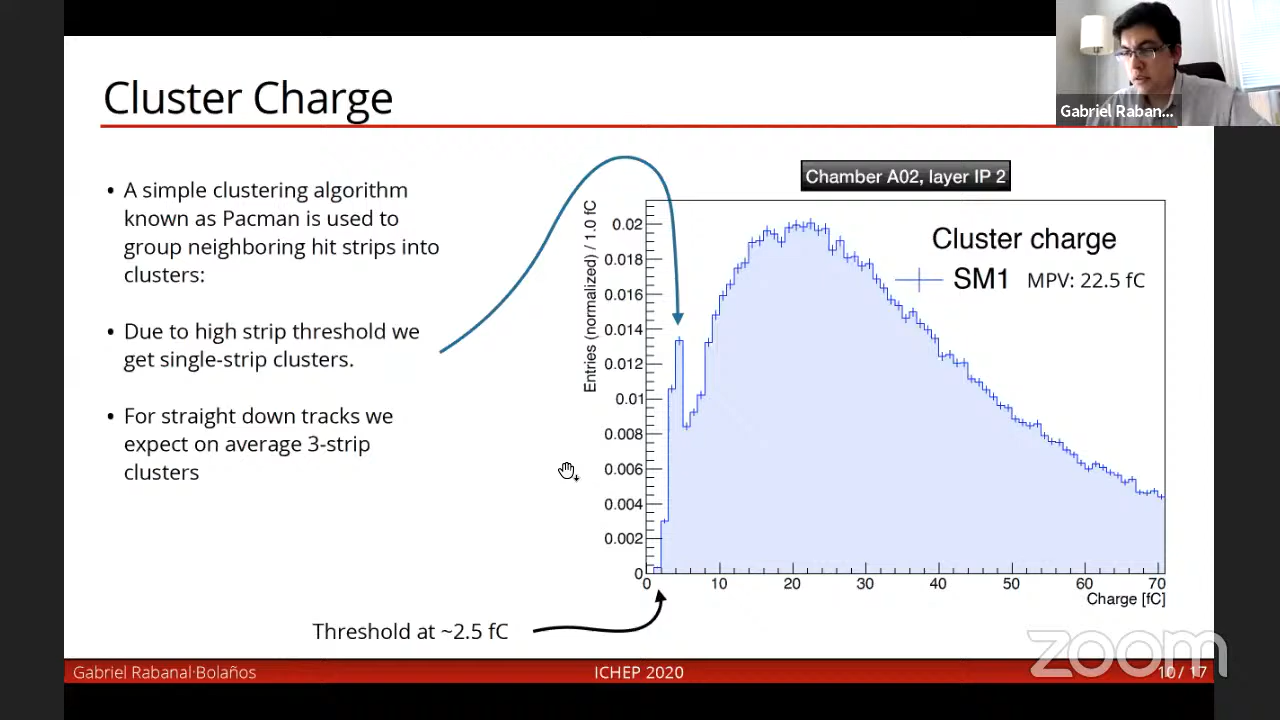 Cluster Charge
Gabriel Raban...
• A simple clustering algorithm
known as Pacman is used to
group neighboring hit strips into
clusters:
• Due to high strip threshold we
get single-strip clusters.
• For straight down tracks we
expect on average 3-strip
clusters
Chamber A02, layer IP 2
Entries (normalized) / 1.0 fC
0.02
0.018
0.016
0.014
0.012
0.01
0.008
0.006
0.004
0.002
0
Cluster charge
SM1 MPV: 22.5 fC
0 10 20 30 40 50 60 70
Charge [fC]
Threshold at ~2.5 fC
zoom
Gabriel Rabanal·Bolaños ICHEP 2020 10 / 17